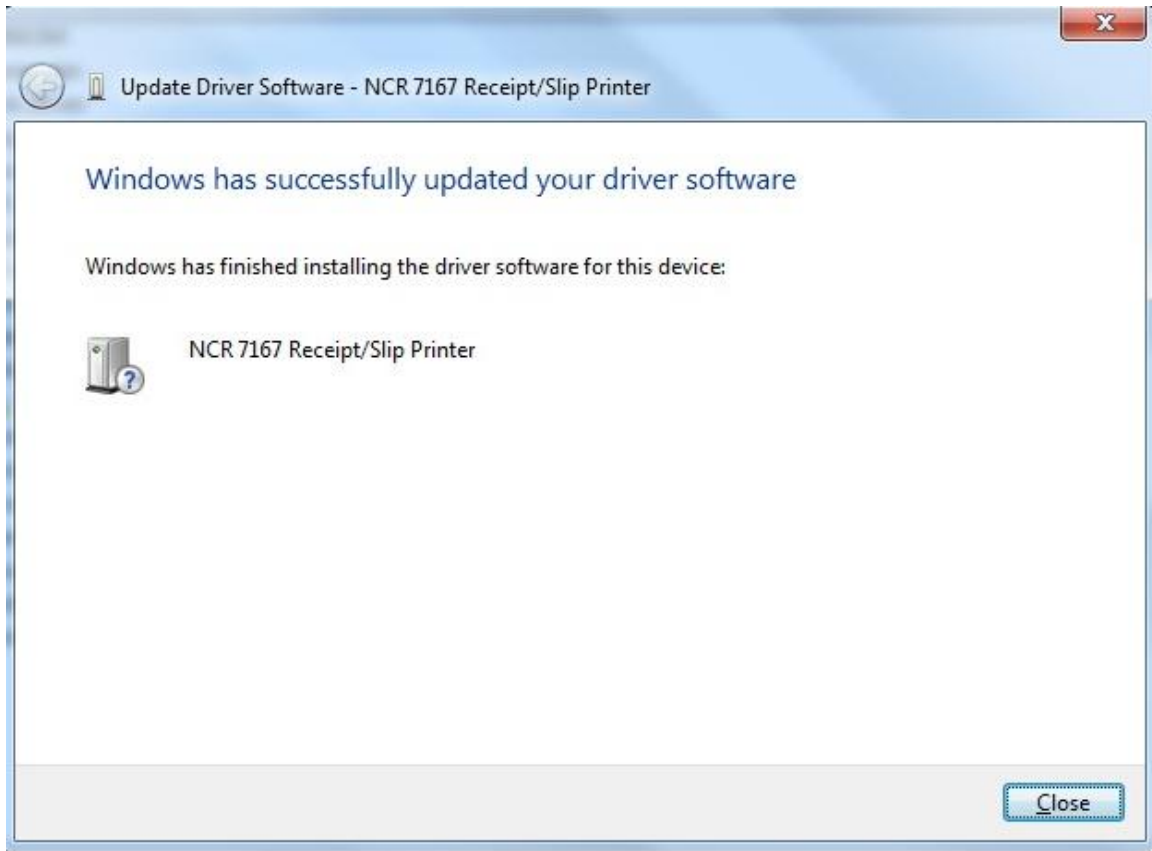 Update Driver Software - NCR 7167 Receipt/Slip Printer
Windows has successfully updated your driver software
Windows has finished installing the driver software for this device:
NCR 7167 Receipt/Slip Printer
Close